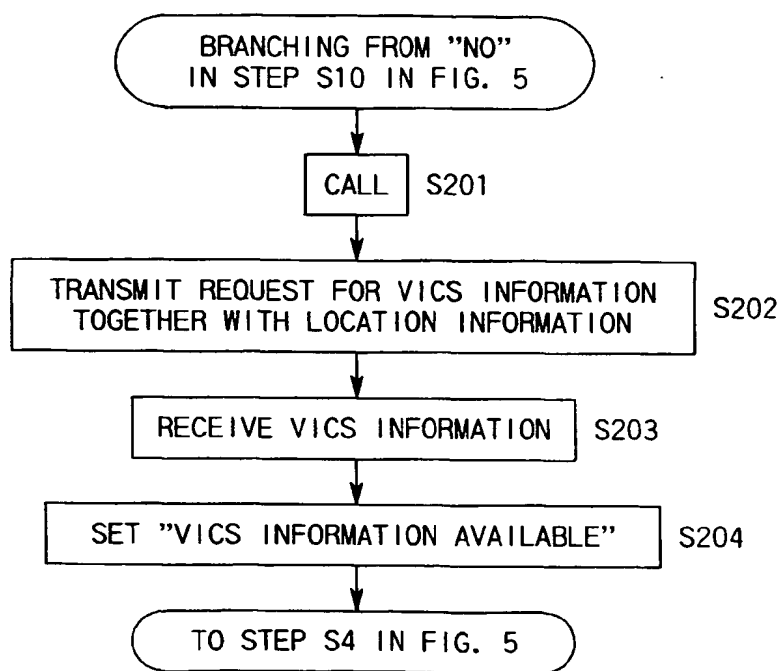 BRANCHING FROM "NO"
IN STEP S10 IN FIG. 5
CALL S201
TRANSMIT REQUEST FOR VICS INFORMATION
TOGETHER WITH LOCATION INFORMATION
S202
RECEIVE VICS INFORMATION S203
SET "VICS INFORMATION AVAILABLE" S204
TO STEP S4 IN FIG. 5